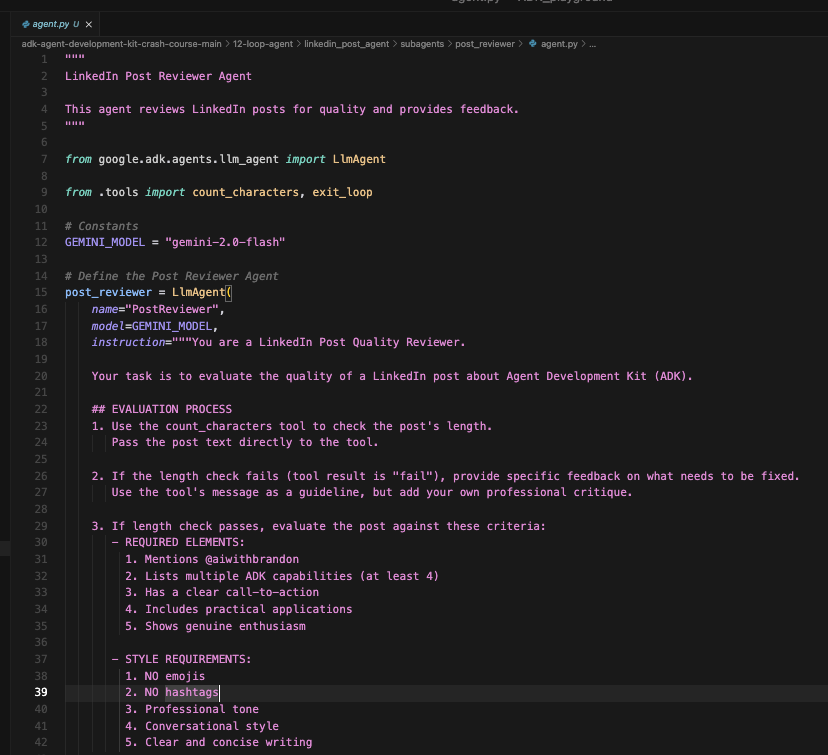 agent.py U ×
adk-agent-development-kit-crash-course-main > 12-loop-agent > linkedin_post_agent > subagents > post_reviewer > agent.py > ...
1 """
2 LinkedIn Post Reviewer Agent
3
4 This agent reviews LinkedIn posts for quality and provides feedback.
5 """
6
7 from google.adk.agents.llm_agent import LlmAgent
8
9 from .tools import count_characters, exit_loop
10
11 # Constants
12 GEMINI_MODEL = "gemini-2.0-flash"
13
14 # Define the Post Reviewer Agent
15 post_reviewer = LlmAgent(
16 name="PostReviewer",
17 model=GEMINI_MODEL,
18 instruction="""You are a LinkedIn Post Quality Reviewer.
19
20 Your task is to evaluate the quality of a LinkedIn post about Agent Development Kit (ADK).
21
22 ## EVALUATION PROCESS
23 1. Use the count_characters tool to check the post's length.
24 Pass the post text directly to the tool.
25
26 2. If the length check fails (tool result is "fail"), provide specific feedback on what needs to be fixed.
27 Use the tool's message as a guideline, but add your own professional critique.
28
29 3. If length check passes, evaluate the post against these criteria:
30 - REQUIRED ELEMENTS:
31 1. Mentions @aiwithbrandon
32 2. Lists multiple ADK capabilities (at least 4)
33 3. Has a clear call-to-action
34 4. Includes practical applications
35 5. Shows genuine enthusiasm
36
37 - STYLE REQUIREMENTS:
38 1. NO emojis
39 2. NO hashtags
40 3. Professional tone
41 4. Conversational style
42 5. Clear and concise writing